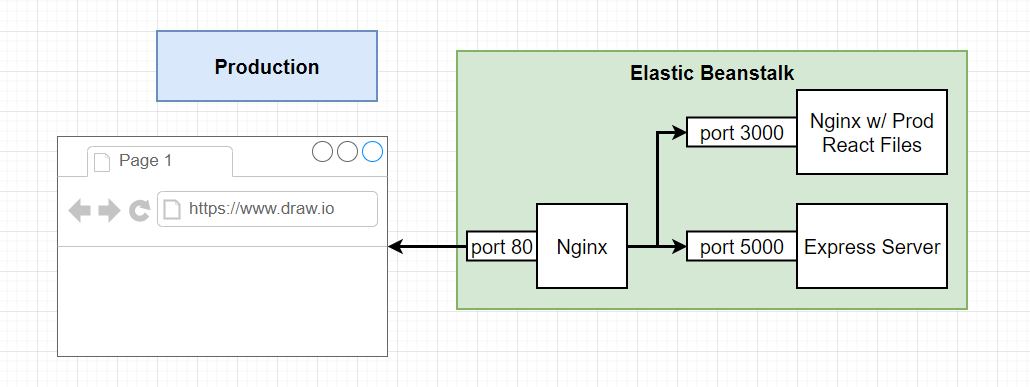 Production
Elastic Beanstalk
Page 1
https://www.draw.io
port 80
Nginx
port 3000
Nginx w/ Prod
React Files
port 5000
Express Server